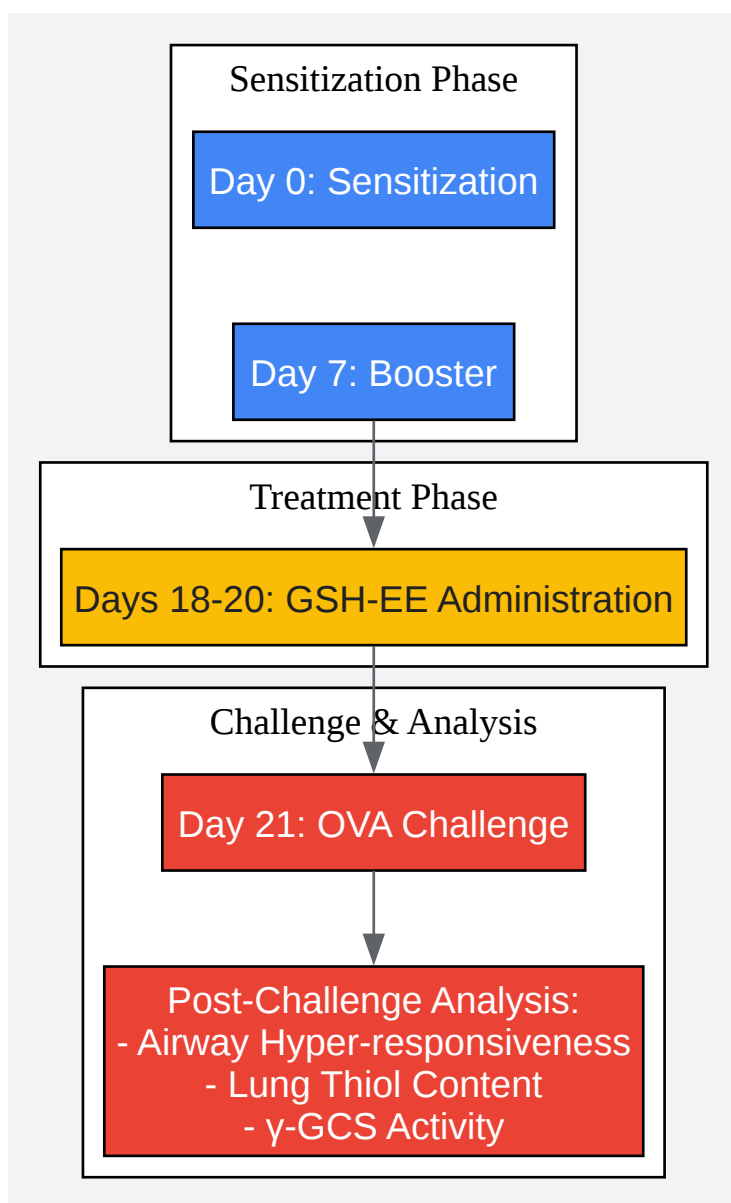 Sensitization Phase
Day 0: Sensitization
Day 7: Booster
Treatment Phase
Days 18-20: GSH-EE Administration
Challenge & Analysis
Day 21: OVA Challenge
Post-Challenge Analysis:
- Airway Hyper-responsiveness
- Lung Thiol Content
- γ-GCS Activity